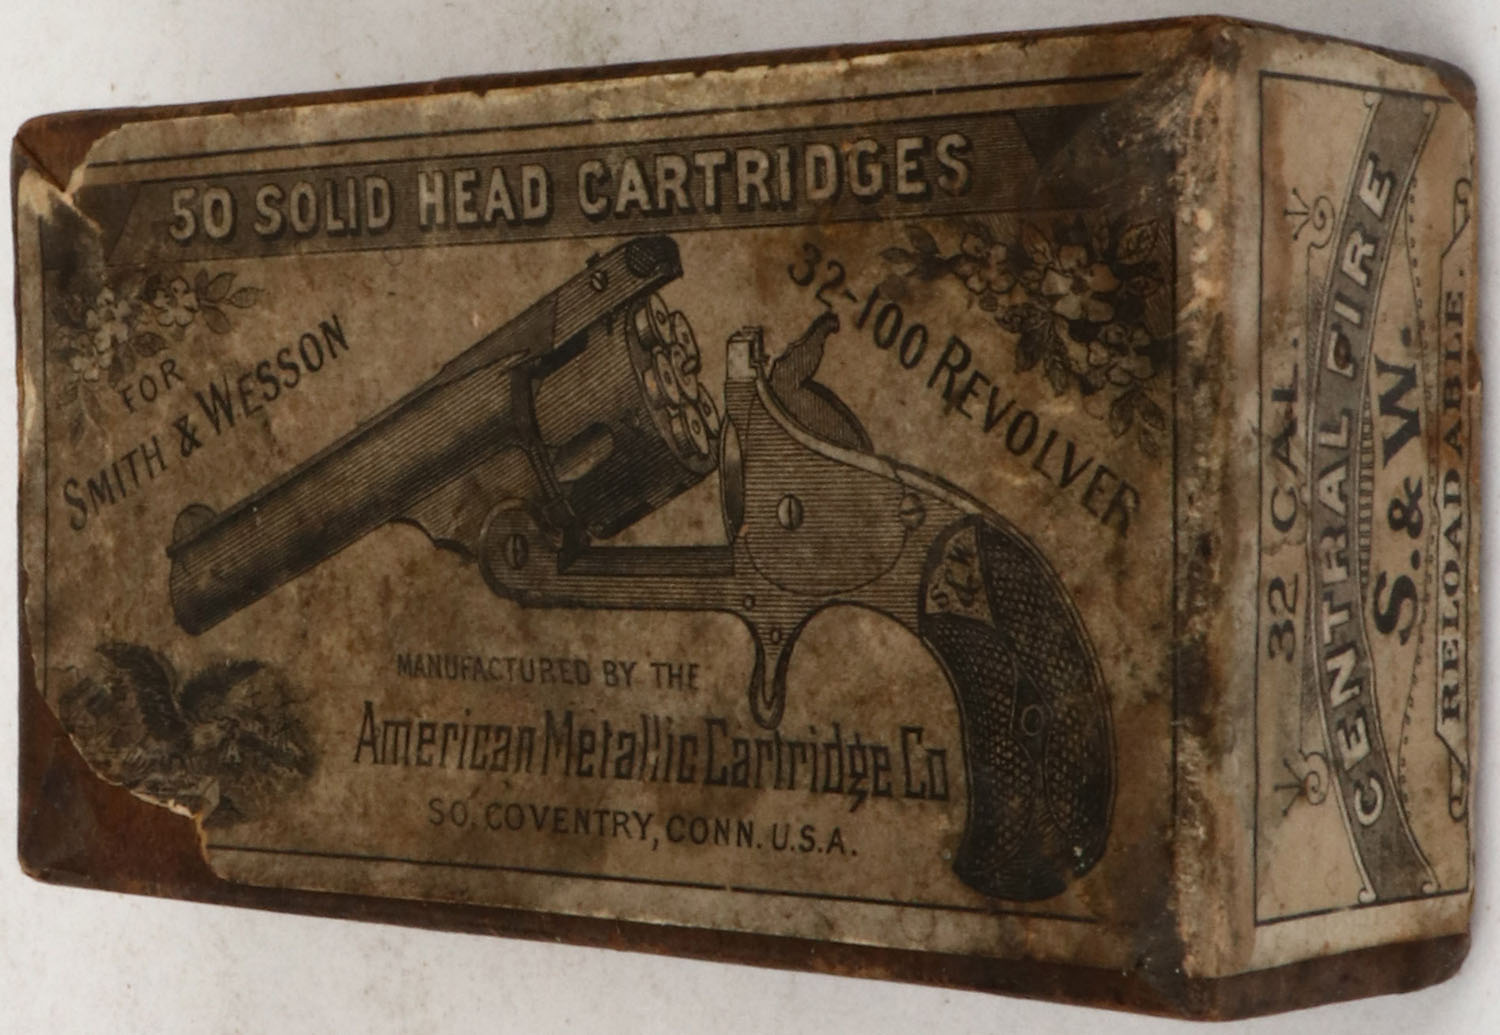 50 SOLID HEAD CARTRIDGES
FOR
SMITH & WESSON
32-100 REVOLVER
MANUFACTURED BY THE
American Metallic Cartridge Co
SO. COVENTRY, CONN. U.S.A.
32 CAL.
CENTRAL FIRE
S. & W.
RELOADABLE.